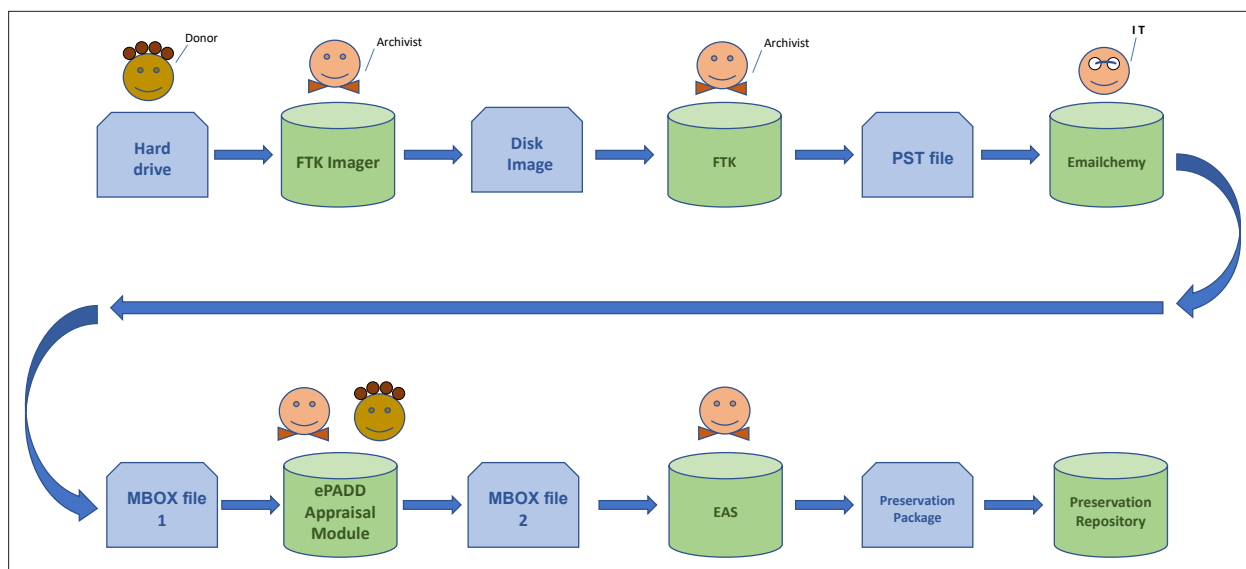 Donor
Archivist
Archivist
I T
Hard
drive
FTK Imager
Disk
Image
FTK
PST file
Emailchemy
MBOX file
1
ePADD
Appraisal
Module
MBOX file
2
EAS
Preservation
Package
Preservation
Repository